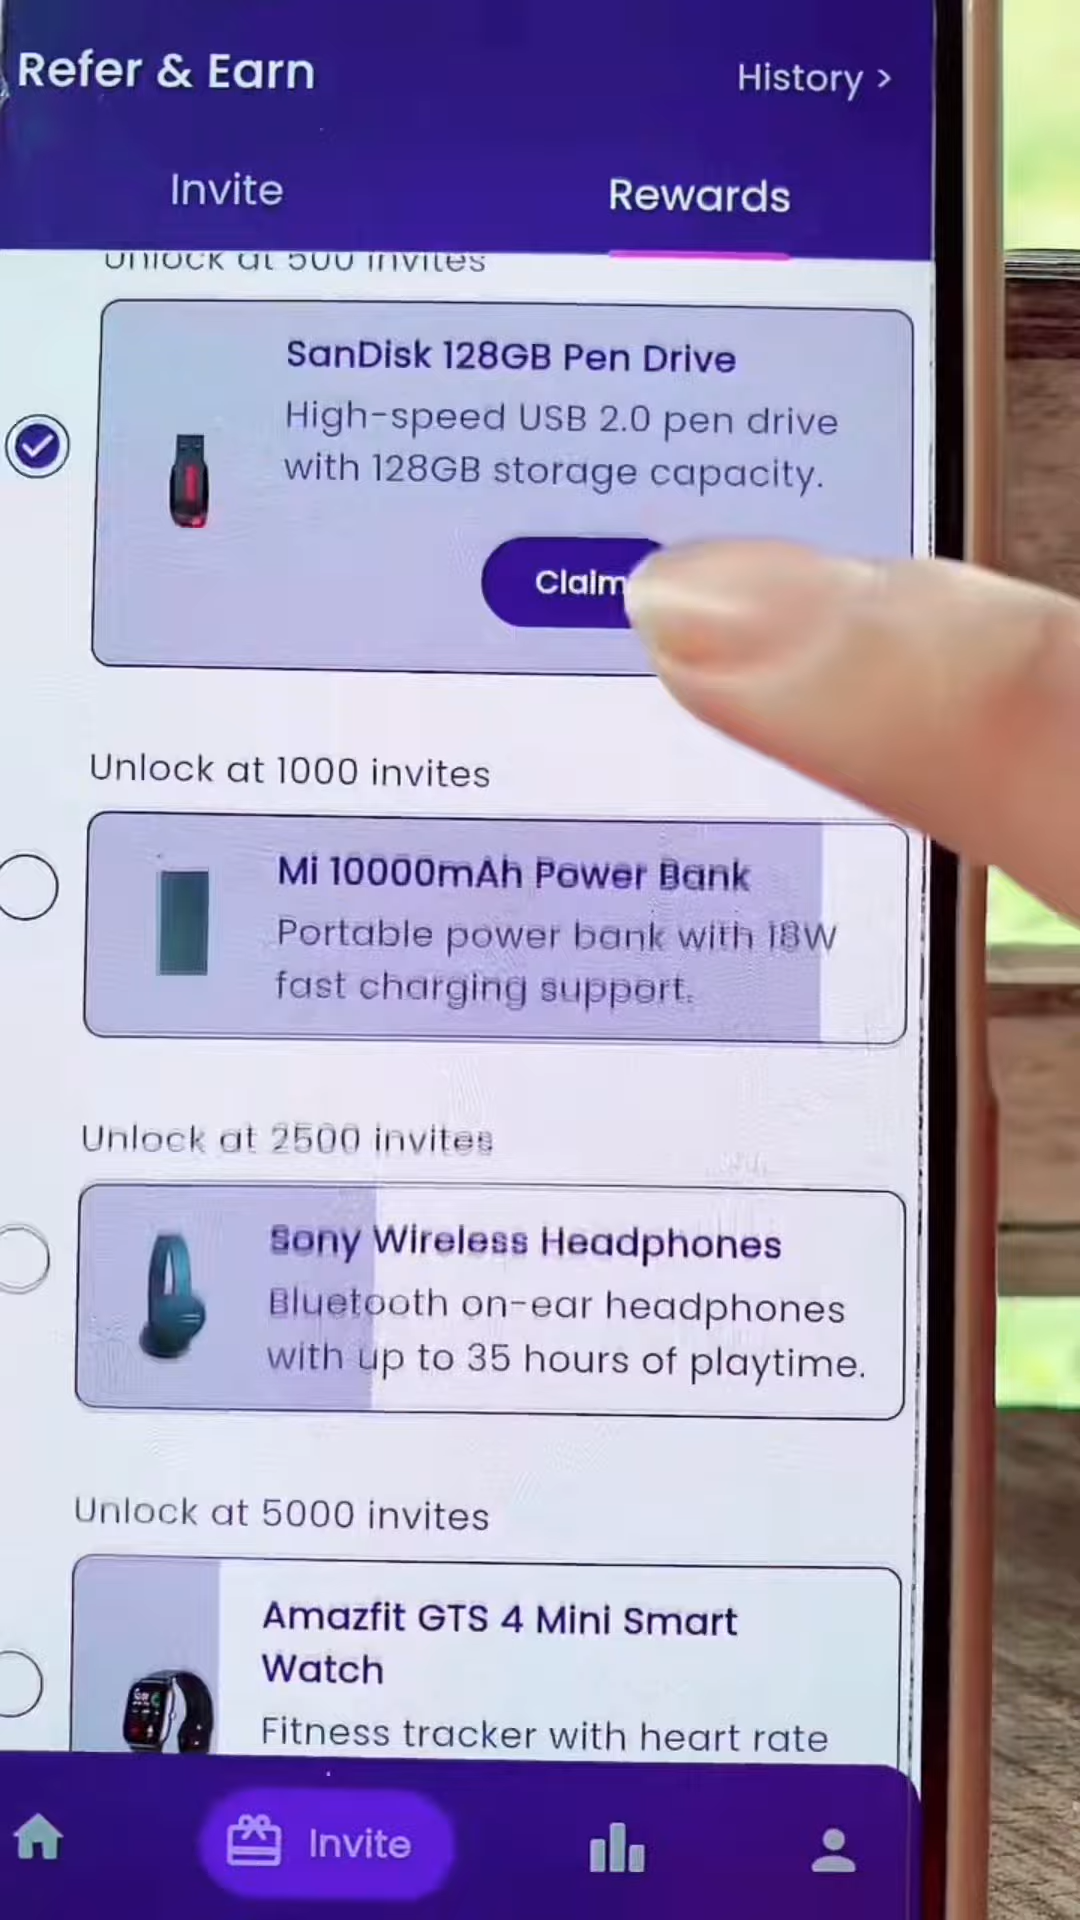 Refer & Earn
History >
Invite
Rewards
Unlock at 500 invites
SanDisk 128GB Pen Drive
High-speed USB 2.0 pen drive
with 128GB storage capacity.
Claim
Unlock at 1000 invites
Mi 10000mAh Power Bank
Portable power bank with 18W
fast charging support.
Unlock at 2500 invites
Sony Wireless Headphones
Bluetooth on-ear headphones
with up to 35 hours of playtime.
Unlock at 5000 invites
Amazfit GTS 4 Mini Smart
Watch
Fitness tracker with heart rate
Invite